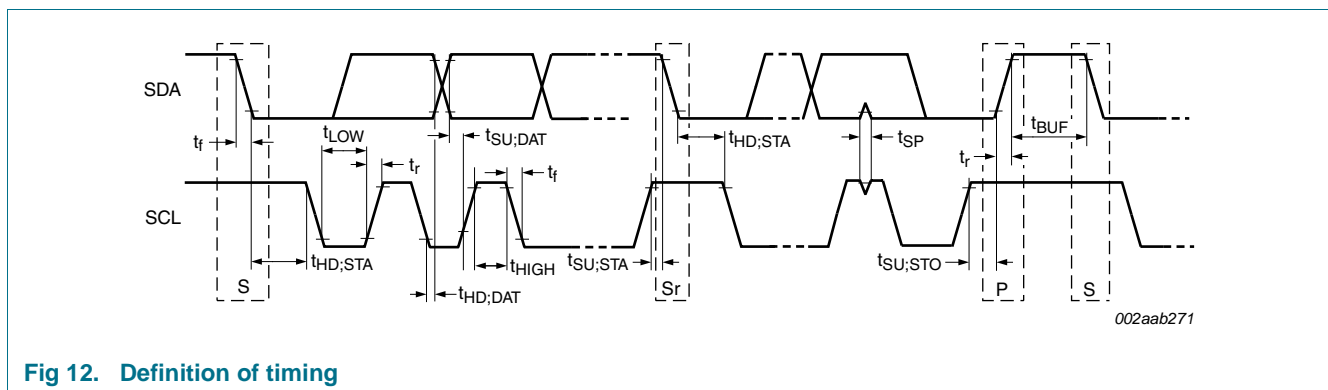 SDA
SCL
tf
tLOW
tr
tSU;DAT
tf
tHD;STA
tSP
tr
tBUF
tHD;STA
tHD;DAT
tHIGH
tSU;STA
tSU;STO
S
Sr
P
S
002aab271
Fig 12. Definition of timing